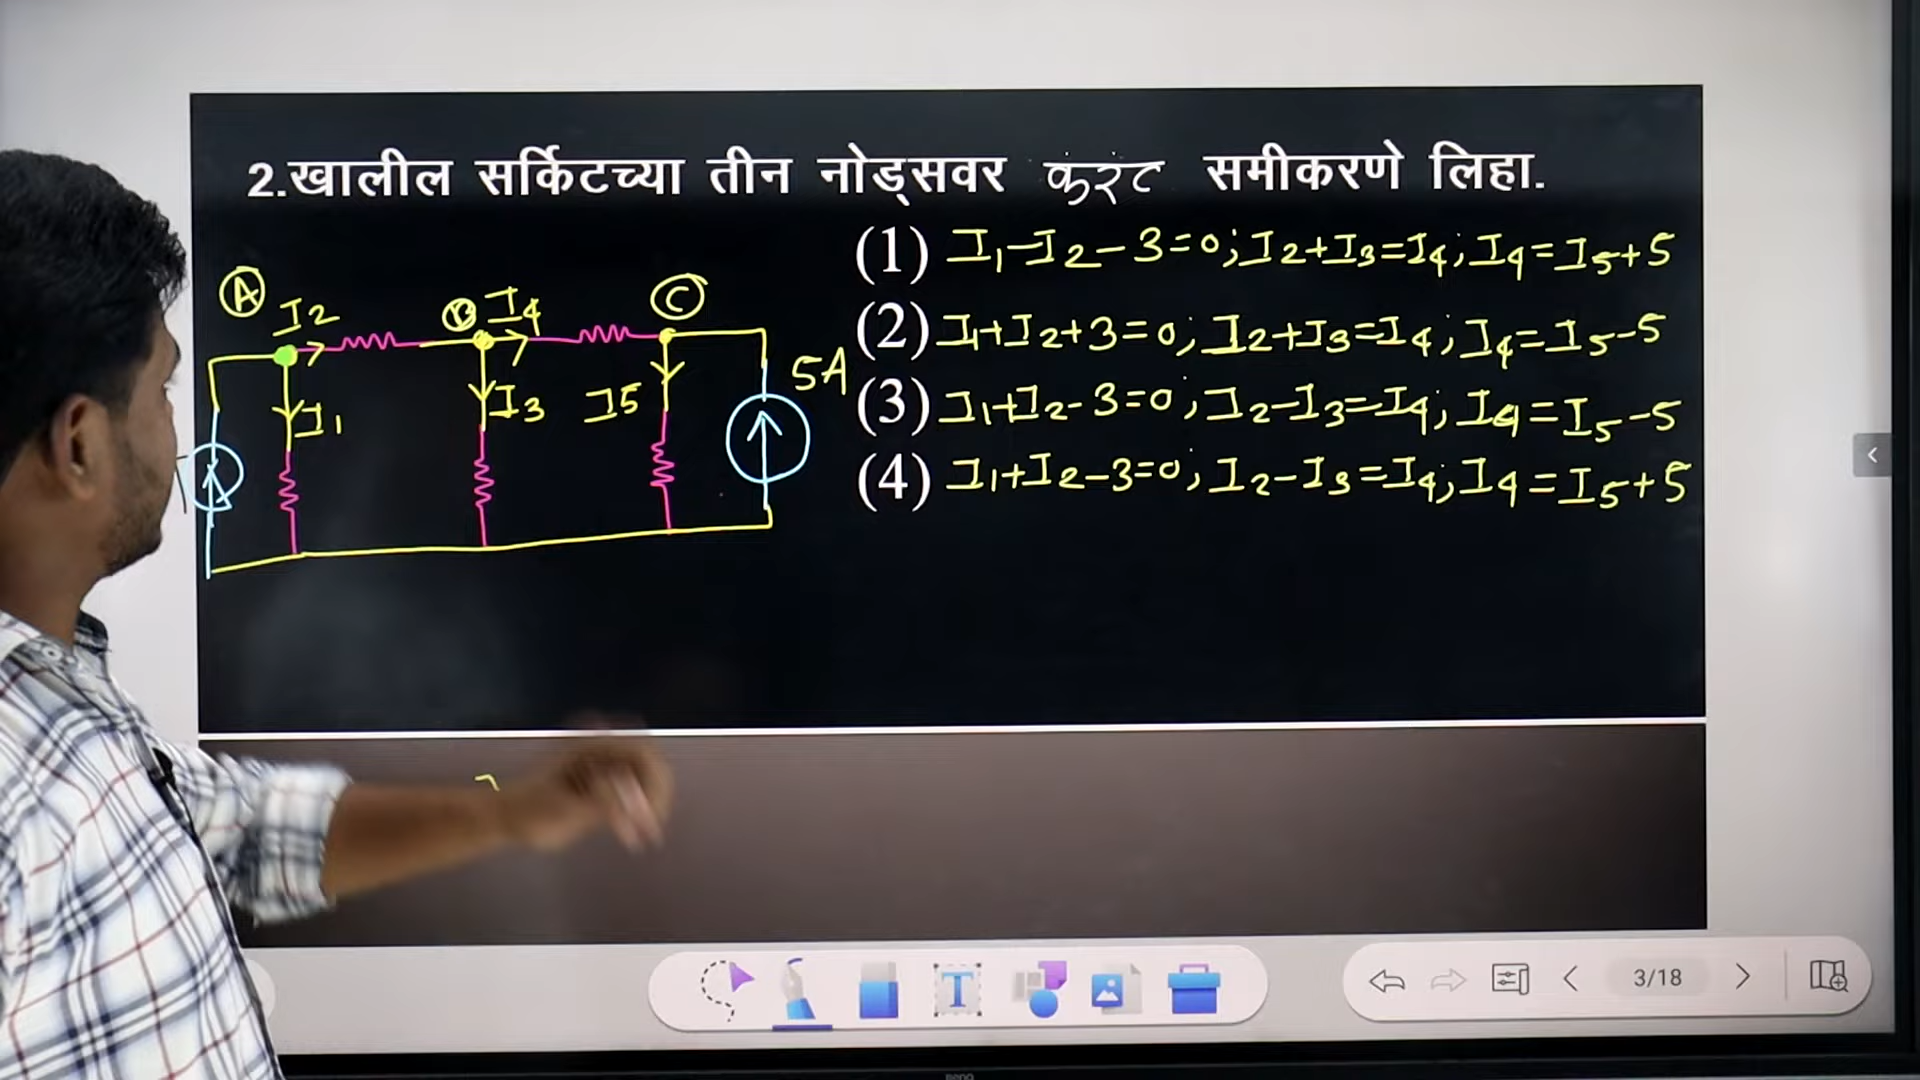 2.खालील सर्किटच्या तीन नोड्सवर करंट समीकरणे लिहा.
(1) I₁-I₂-3=0; I₂+I₃=I₄; I₄=I₅+5
(2) I₁+I₂+3=0; I₂+I₃=I₄; I₄=I₅-5
(3) I₁+I₂-3=0; I₂-I₃=I₄; I₄=I₅-5
(4) I₁+I₂-3=0; I₂-I₃=I₄; I₄=I₅+5
A I₂ B I₄ C
5A
I₁ I₃ I5
T
3/18